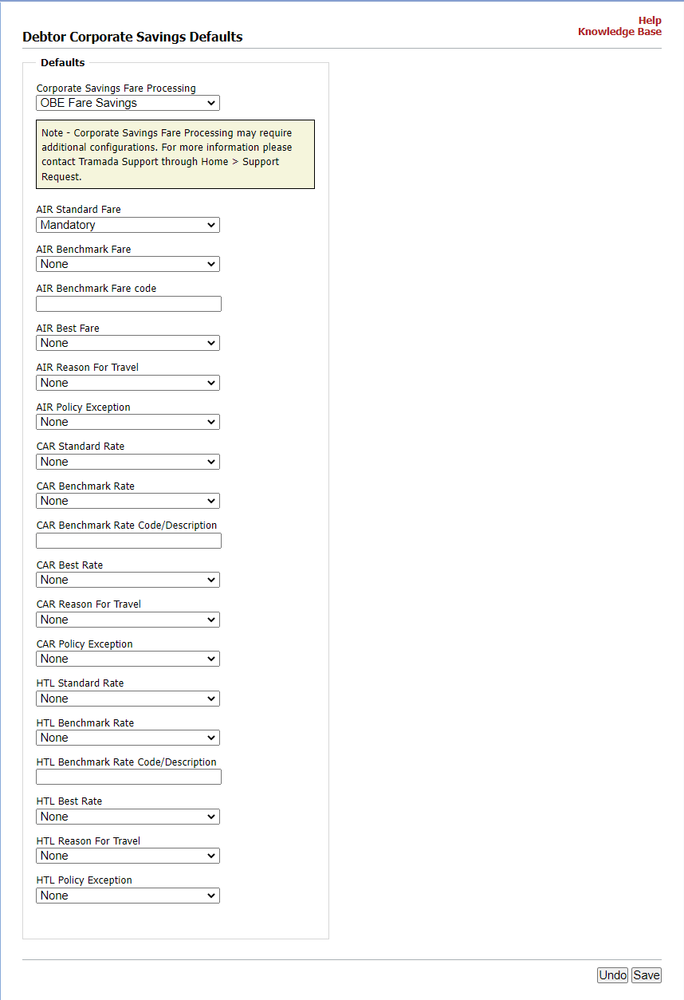 Help
Knowledge Base
Debtor Corporate Savings Defaults
Defaults
Corporate Savings Fare Processing
OBE Fare Savings
Note - Corporate Savings Fare Processing may require
additional configurations. For more information please
contact Tramada Support through Home > Support
Request.
AIR Standard Fare
Mandatory
AIR Benchmark Fare
None
AIR Benchmark Fare code
AIR Best Fare
None
AIR Reason For Travel
None
AIR Policy Exception
None
CAR Standard Rate
None
CAR Benchmark Rate
None
CAR Benchmark Rate Code/Description
CAR Best Rate
None
CAR Reason For Travel
None
CAR Policy Exception
None
HTL Standard Rate
None
HTL Benchmark Rate
None
HTL Benchmark Rate Code/Description
HTL Best Rate
None
HTL Reason For Travel
None
HTL Policy Exception
None
Undo Save